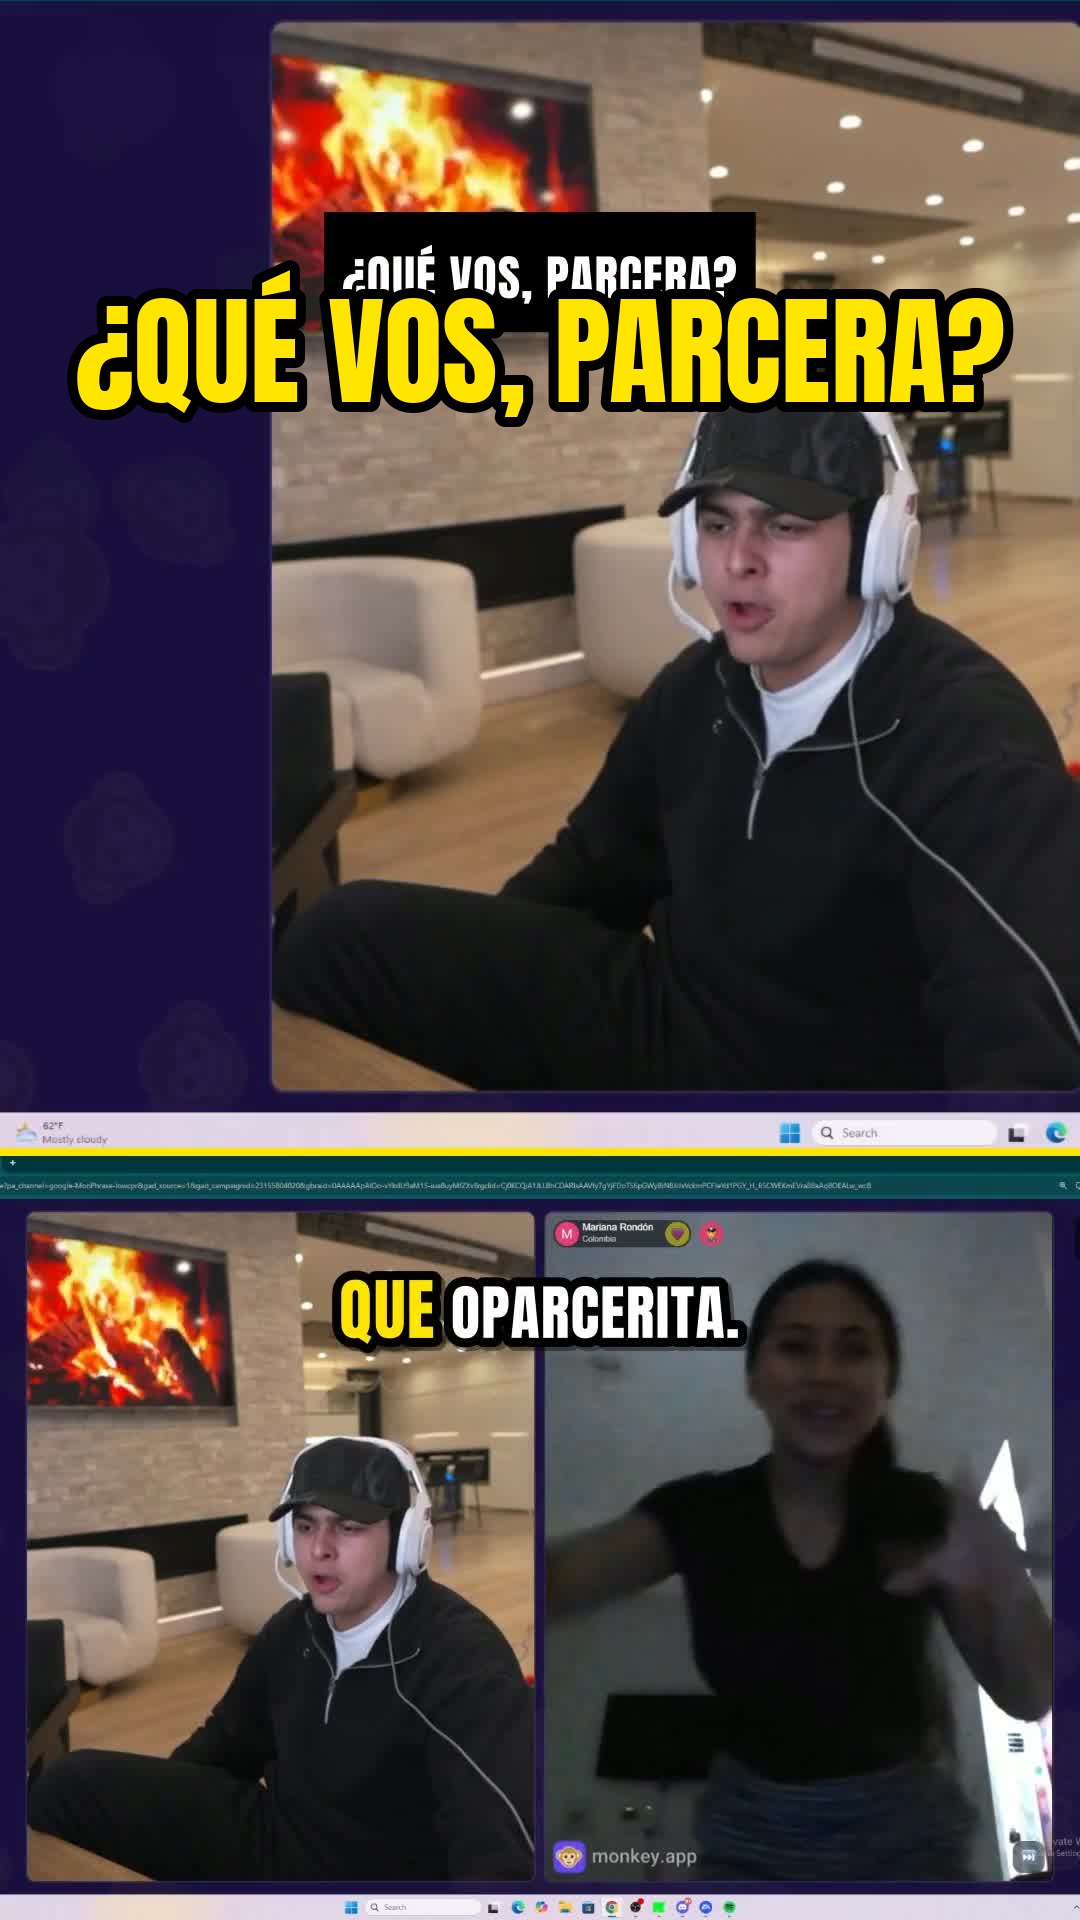 ¿QUÉ VOS, PARCERA?
¿QUÉ VOS, PARCERA?
62°F
Mostly cloudy
Search
Mariana Rondón
Colombia
QUE OPARCERITA.
monkey.app
Search